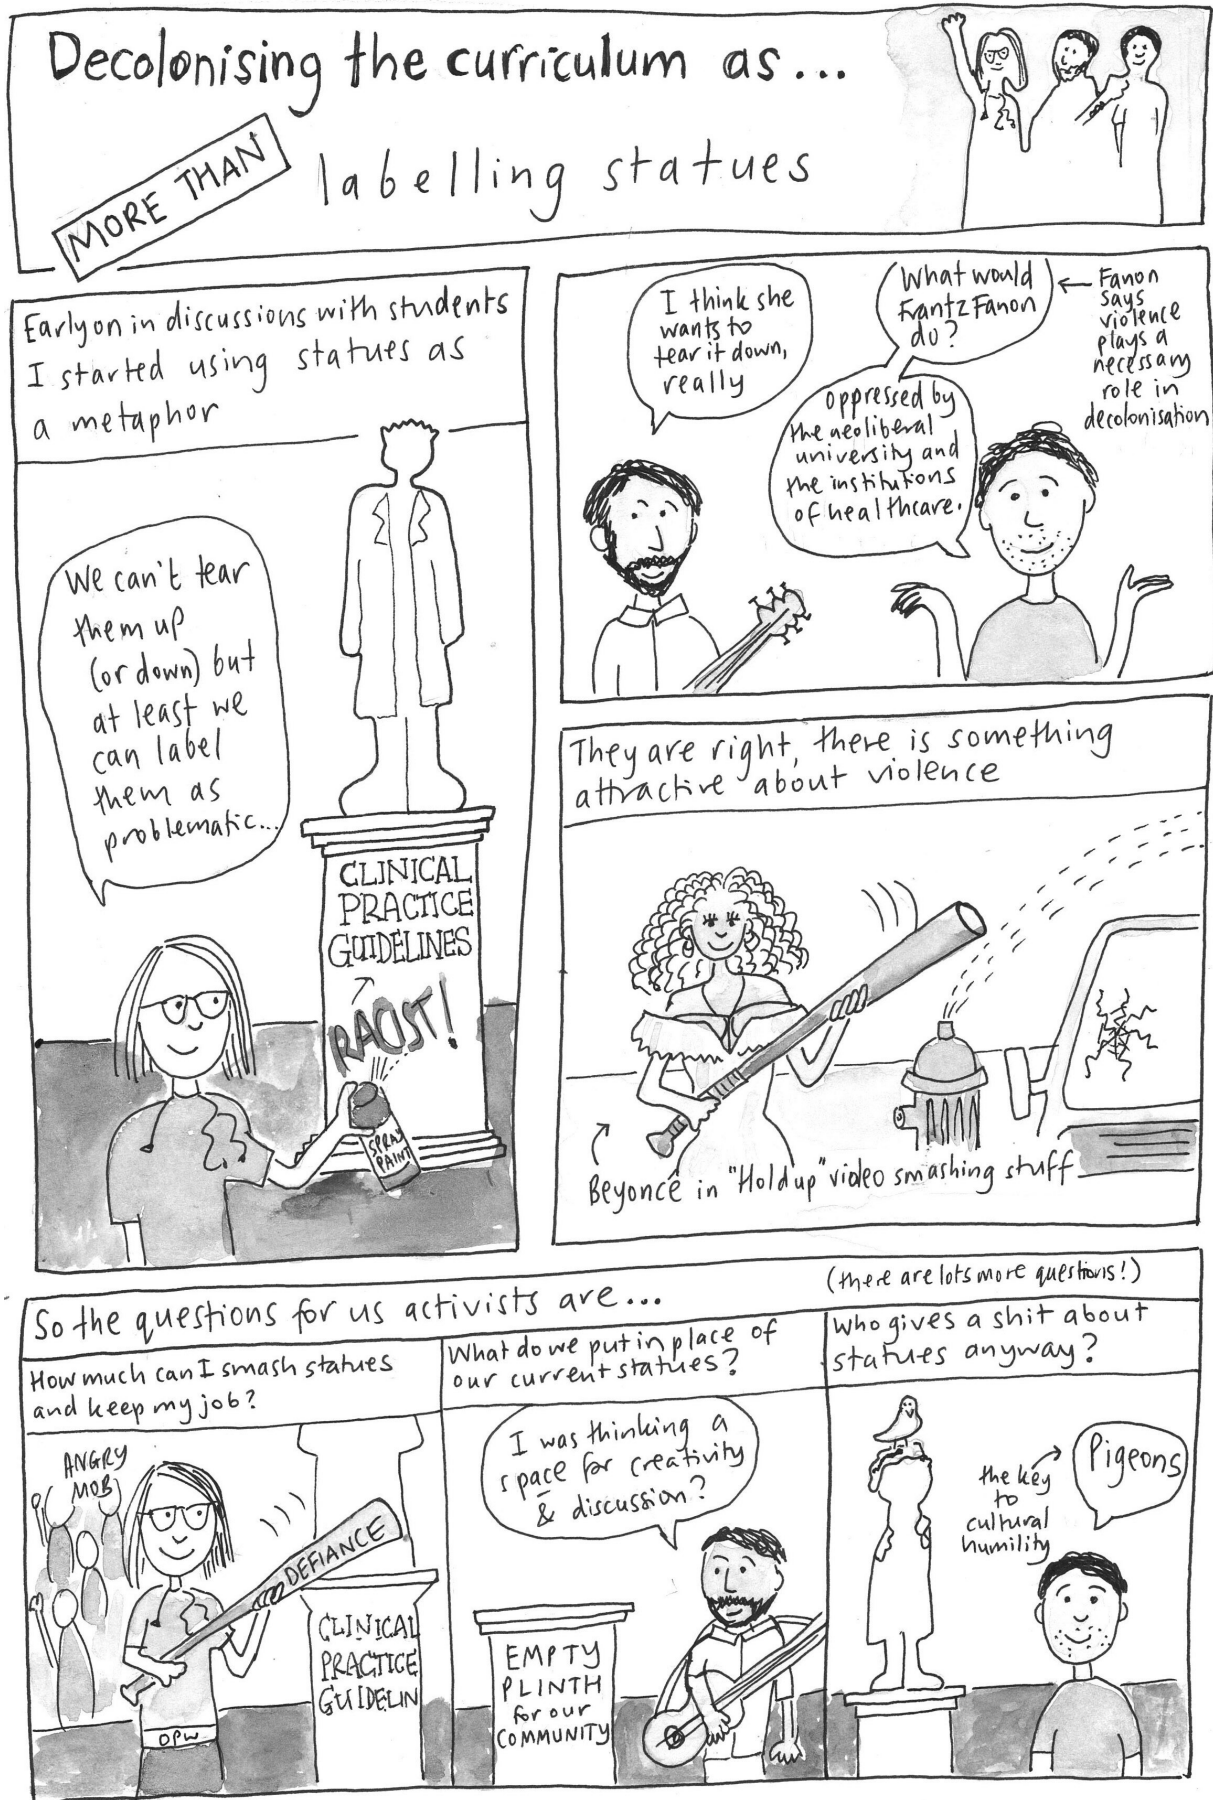 Decolonising the curriculum as...
MORE THAN
labelling statues
Early on in discussions with students
I started using statues as
a metaphor
We can't tear
them up
(or down) but
at least we
can label
them as
problematic...
CLINICAL
PRACTICE
GUIDELINES
RACIST!
SPRAY
PAINT
I think she
wants to
tear it down,
really
What would
Frantz Fanon
do?
Fanon
says
violence
plays a
necessary
role in
decolonisation
oppressed by
the neoliberal
university and
the institutions
of healthcare.
They are right, there is something
attractive about violence
Beyoncé in "Hold up" video smashing stuff
So the questions for us activists are...
(there are lots more questions!)
How much can I smash statues
and keep my job?
ANGRY
MOB
DEFIANCE
CLINICAL
PRACTICE
GUIDELIN
OPW
What do we put in place of
our current statues?
I was thinking a
space for creativity
& discussion?
EMPTY
PLINTH
for our
COMMUNITY
Who gives a shit about
statues anyway?
the key
to
cultural
humility
Pigeons